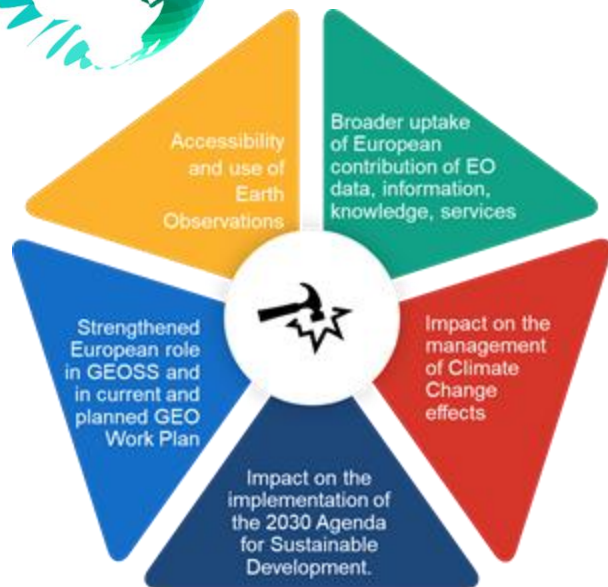 Accessibility
and use of
Earth
Observations
Broader uptake
of European
contribution of EO
data, information,
knowledge, services
Strengthened
European role
in GEOSS and
in current and
planned GEO
Work Plan
Impact on the
management
of Climate
Change
effects
Impact on the
implementation of
the 2030 Agenda
for Sustainable
Development.